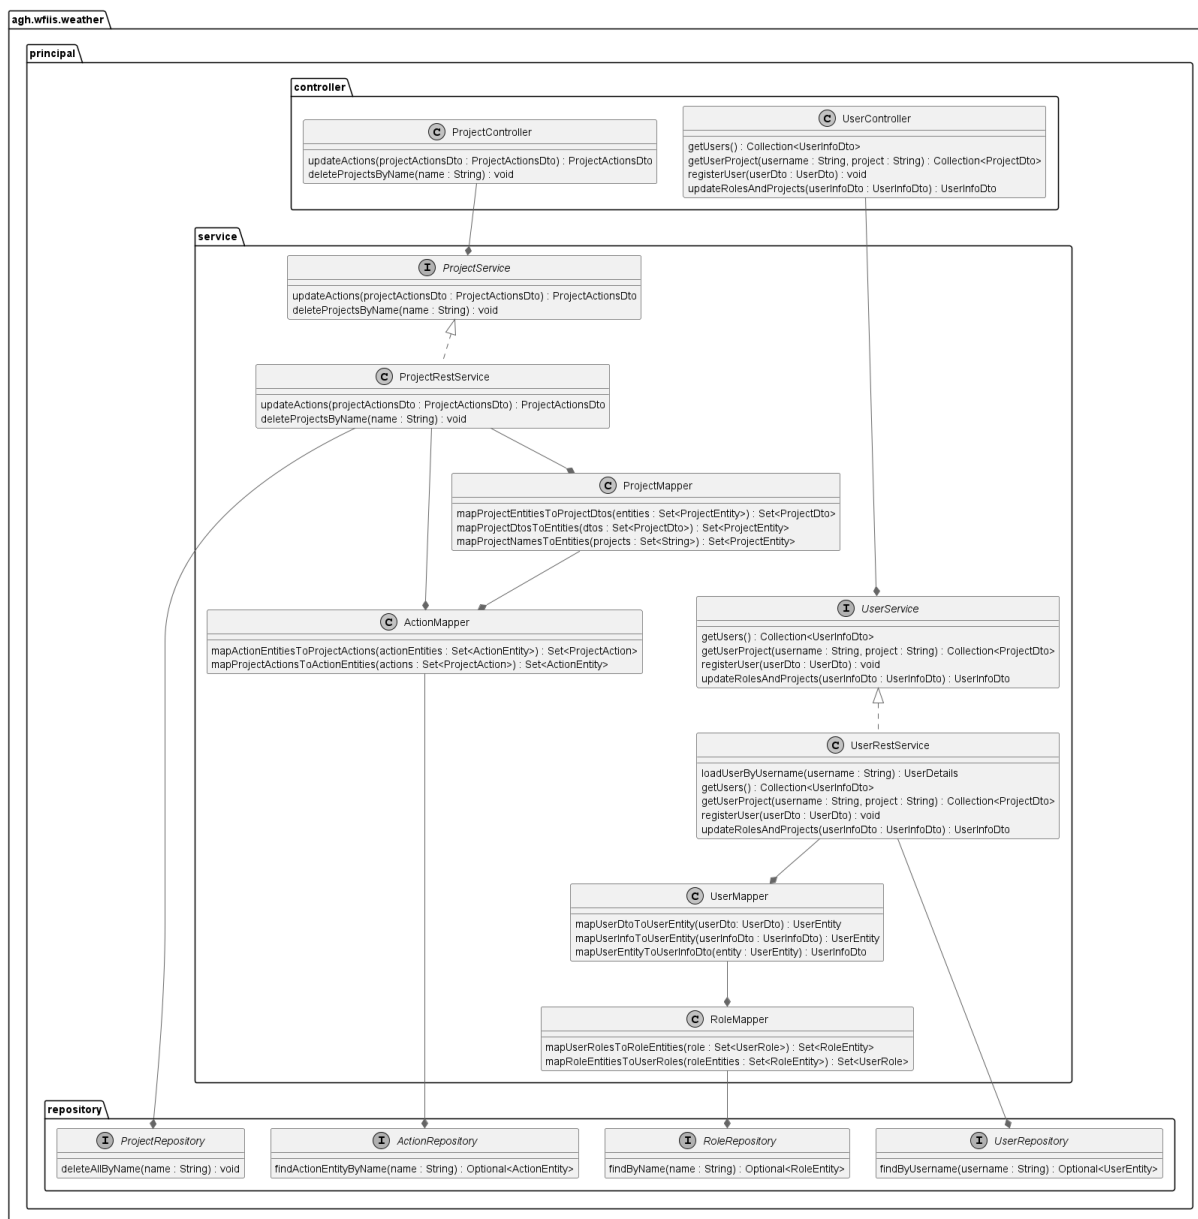 agh.wfiis.weather
principal
controller
C ProjectController
updateActions(projectActionsDto : ProjectActionsDto) : ProjectActionsDto
deleteProjectsByName(name : String) : void
C UserController
getUsers() : Collection<UserInfoDto>
getUserProject(username : String, project : String) : Collection<ProjectDto>
registerUser(userDto : UserDto) : void
updateRolesAndProjects(userInfoDto : UserInfoDto) : UserInfoDto
service
I ProjectService
updateActions(projectActionsDto : ProjectActionsDto) : ProjectActionsDto
deleteProjectsByName(name : String) : void
C ProjectRestService
updateActions(projectActionsDto : ProjectActionsDto) : ProjectActionsDto
deleteProjectsByName(name : String) : void
C ProjectMapper
mapProjectEntitiesToProjectDtos(entities : Set<ProjectEntity>) : Set<ProjectDto>
mapProjectDtosToEntities(dtos : Set<ProjectDto>) : Set<ProjectEntity>
mapProjectNamesToEntities(projects : Set<String>) : Set<ProjectEntity>
C ActionMapper
mapActionEntitiesToProjectActions(actionEntities : Set<ActionEntity>) : Set<ProjectAction>
mapProjectActionsToActionEntities(actions : Set<ProjectAction>) : Set<ActionEntity>
I UserService
getUsers() : Collection<UserInfoDto>
getUserProject(username : String, project : String) : Collection<ProjectDto>
registerUser(userDto : UserDto) : void
updateRolesAndProjects(userInfoDto : UserInfoDto) : UserInfoDto
C UserRestService
loadUserByUsername(username : String) : UserDetails
getUsers() : Collection<UserInfoDto>
getUserProject(username : String, project : String) : Collection<ProjectDto>
registerUser(userDto : UserDto) : void
updateRolesAndProjects(userInfoDto : UserInfoDto) : UserInfoDto
C UserMapper
mapUserDtoToUserEntity(userDto: UserDto) : UserEntity
mapUserInfoToUserEntity(userInfoDto : UserInfoDto) : UserEntity
mapUserEntityToUserInfoDto(entity : UserEntity) : UserInfoDto
C RoleMapper
mapUserRolesToRoleEntities(role : Set<UserRole>) : Set<RoleEntity>
mapRoleEntitiesToUserRoles(roleEntities : Set<RoleEntity>) : Set<UserRole>
repository
I ProjectRepository
deleteAllByName(name : String) : void
I ActionRepository
findActionEntityByName(name : String) : Optional<ActionEntity>
I RoleRepository
findByName(name : String) : Optional<RoleEntity>
I UserRepository
findByUsername(username : String) : Optional<UserEntity>